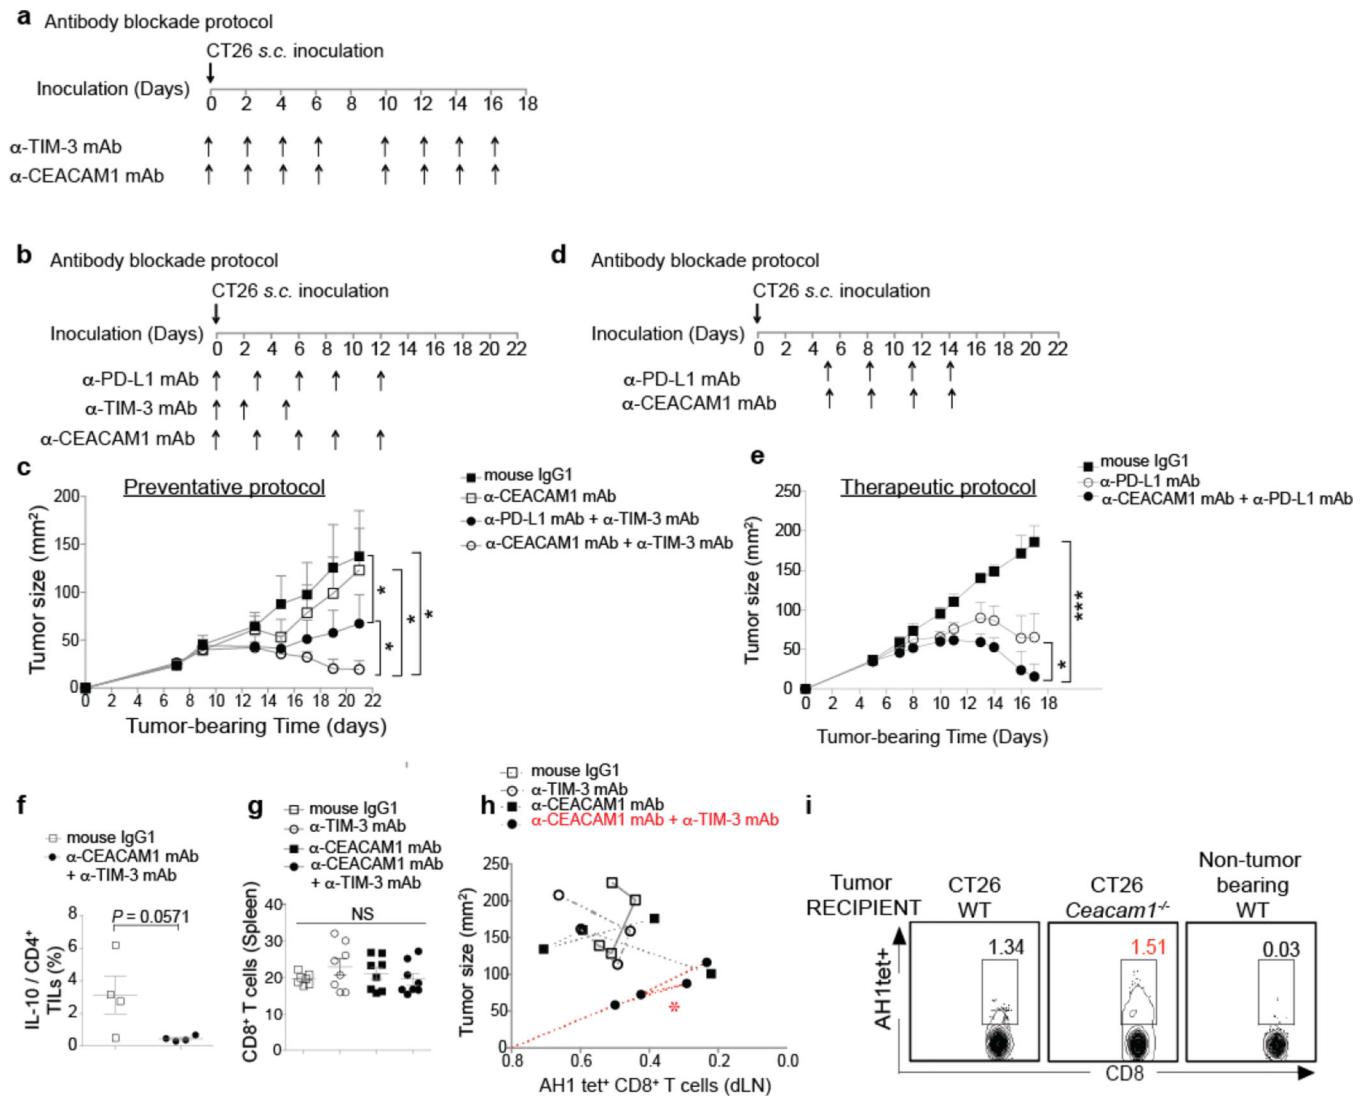 a Antibody blockade protocol
CT26 s.c. inoculation
Inoculation (Days)
0 2 4 6 8 10 12 14 16 18
α-TIM-3 mAb
α-CEACAM1 mAb
b Antibody blockade protocol
CT26 s.c. inoculation
Inoculation (Days)
0 2 4 6 8 10 12 14 16 18 20 22
α-PD-L1 mAb
α-TIM-3 mAb
α-CEACAM1 mAb
d Antibody blockade protocol
CT26 s.c. inoculation
Inoculation (Days)
0 2 4 6 8 10 12 14 16 18 20 22
α-PD-L1 mAb
α-CEACAM1 mAb
c
Preventative protocol
mouse IgG1
α-CEACAM1 mAb
α-PD-L1 mAb + α-TIM-3 mAb
α-CEACAM1 mAb + α-TIM-3 mAb
Tumor size (mm²)
200
150
100
50
0
0 2 4 6 8 10 12 14 16 18 20 22
Tumor-bearing Time (days)
* * * *
e
Therapeutic protocol
mouse IgG1
α-PD-L1 mAb
α-CEACAM1 mAb + α-PD-L1 mAb
Tumor size (mm²)
250
200
150
100
50
0
0 2 4 6 8 10 12 14 16 18
Tumor-bearing Time (Days)
***
*
f
mouse IgG1
α-CEACAM1 mAb
+ α-TIM-3 mAb
IL-10 / CD4⁺
TILs (%)
8
6
4
2
0
P = 0.0571
g
mouse IgG1
α-TIM-3 mAb
α-CEACAM1 mAb
α-CEACAM1 mAb
+ α-TIM-3 mAb
CD8⁺ T cells (Spleen)
40
30
20
10
0
NS
h
mouse IgG1
α-TIM-3 mAb
α-CEACAM1 mAb
α-CEACAM1 mAb + α-TIM-3 mAb
Tumor size (mm²)
250
200
150
100
50
0
*
0.8 0.6 0.4 0.2 0.0
AH1 tet⁺ CD8⁺ T cells (dLN)
i
Tumor
RECIPIENT
CT26
WT
CT26
Ceacam1⁻/⁻
Non-tumor
bearing
WT
1.34
1.51
0.03
AH1tet+
CD8